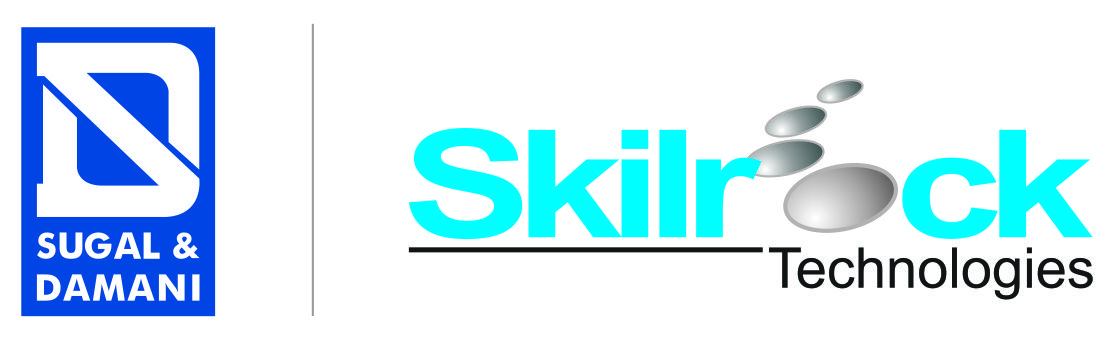 SUGAL &
DAMANI
Skilrock
Technologies